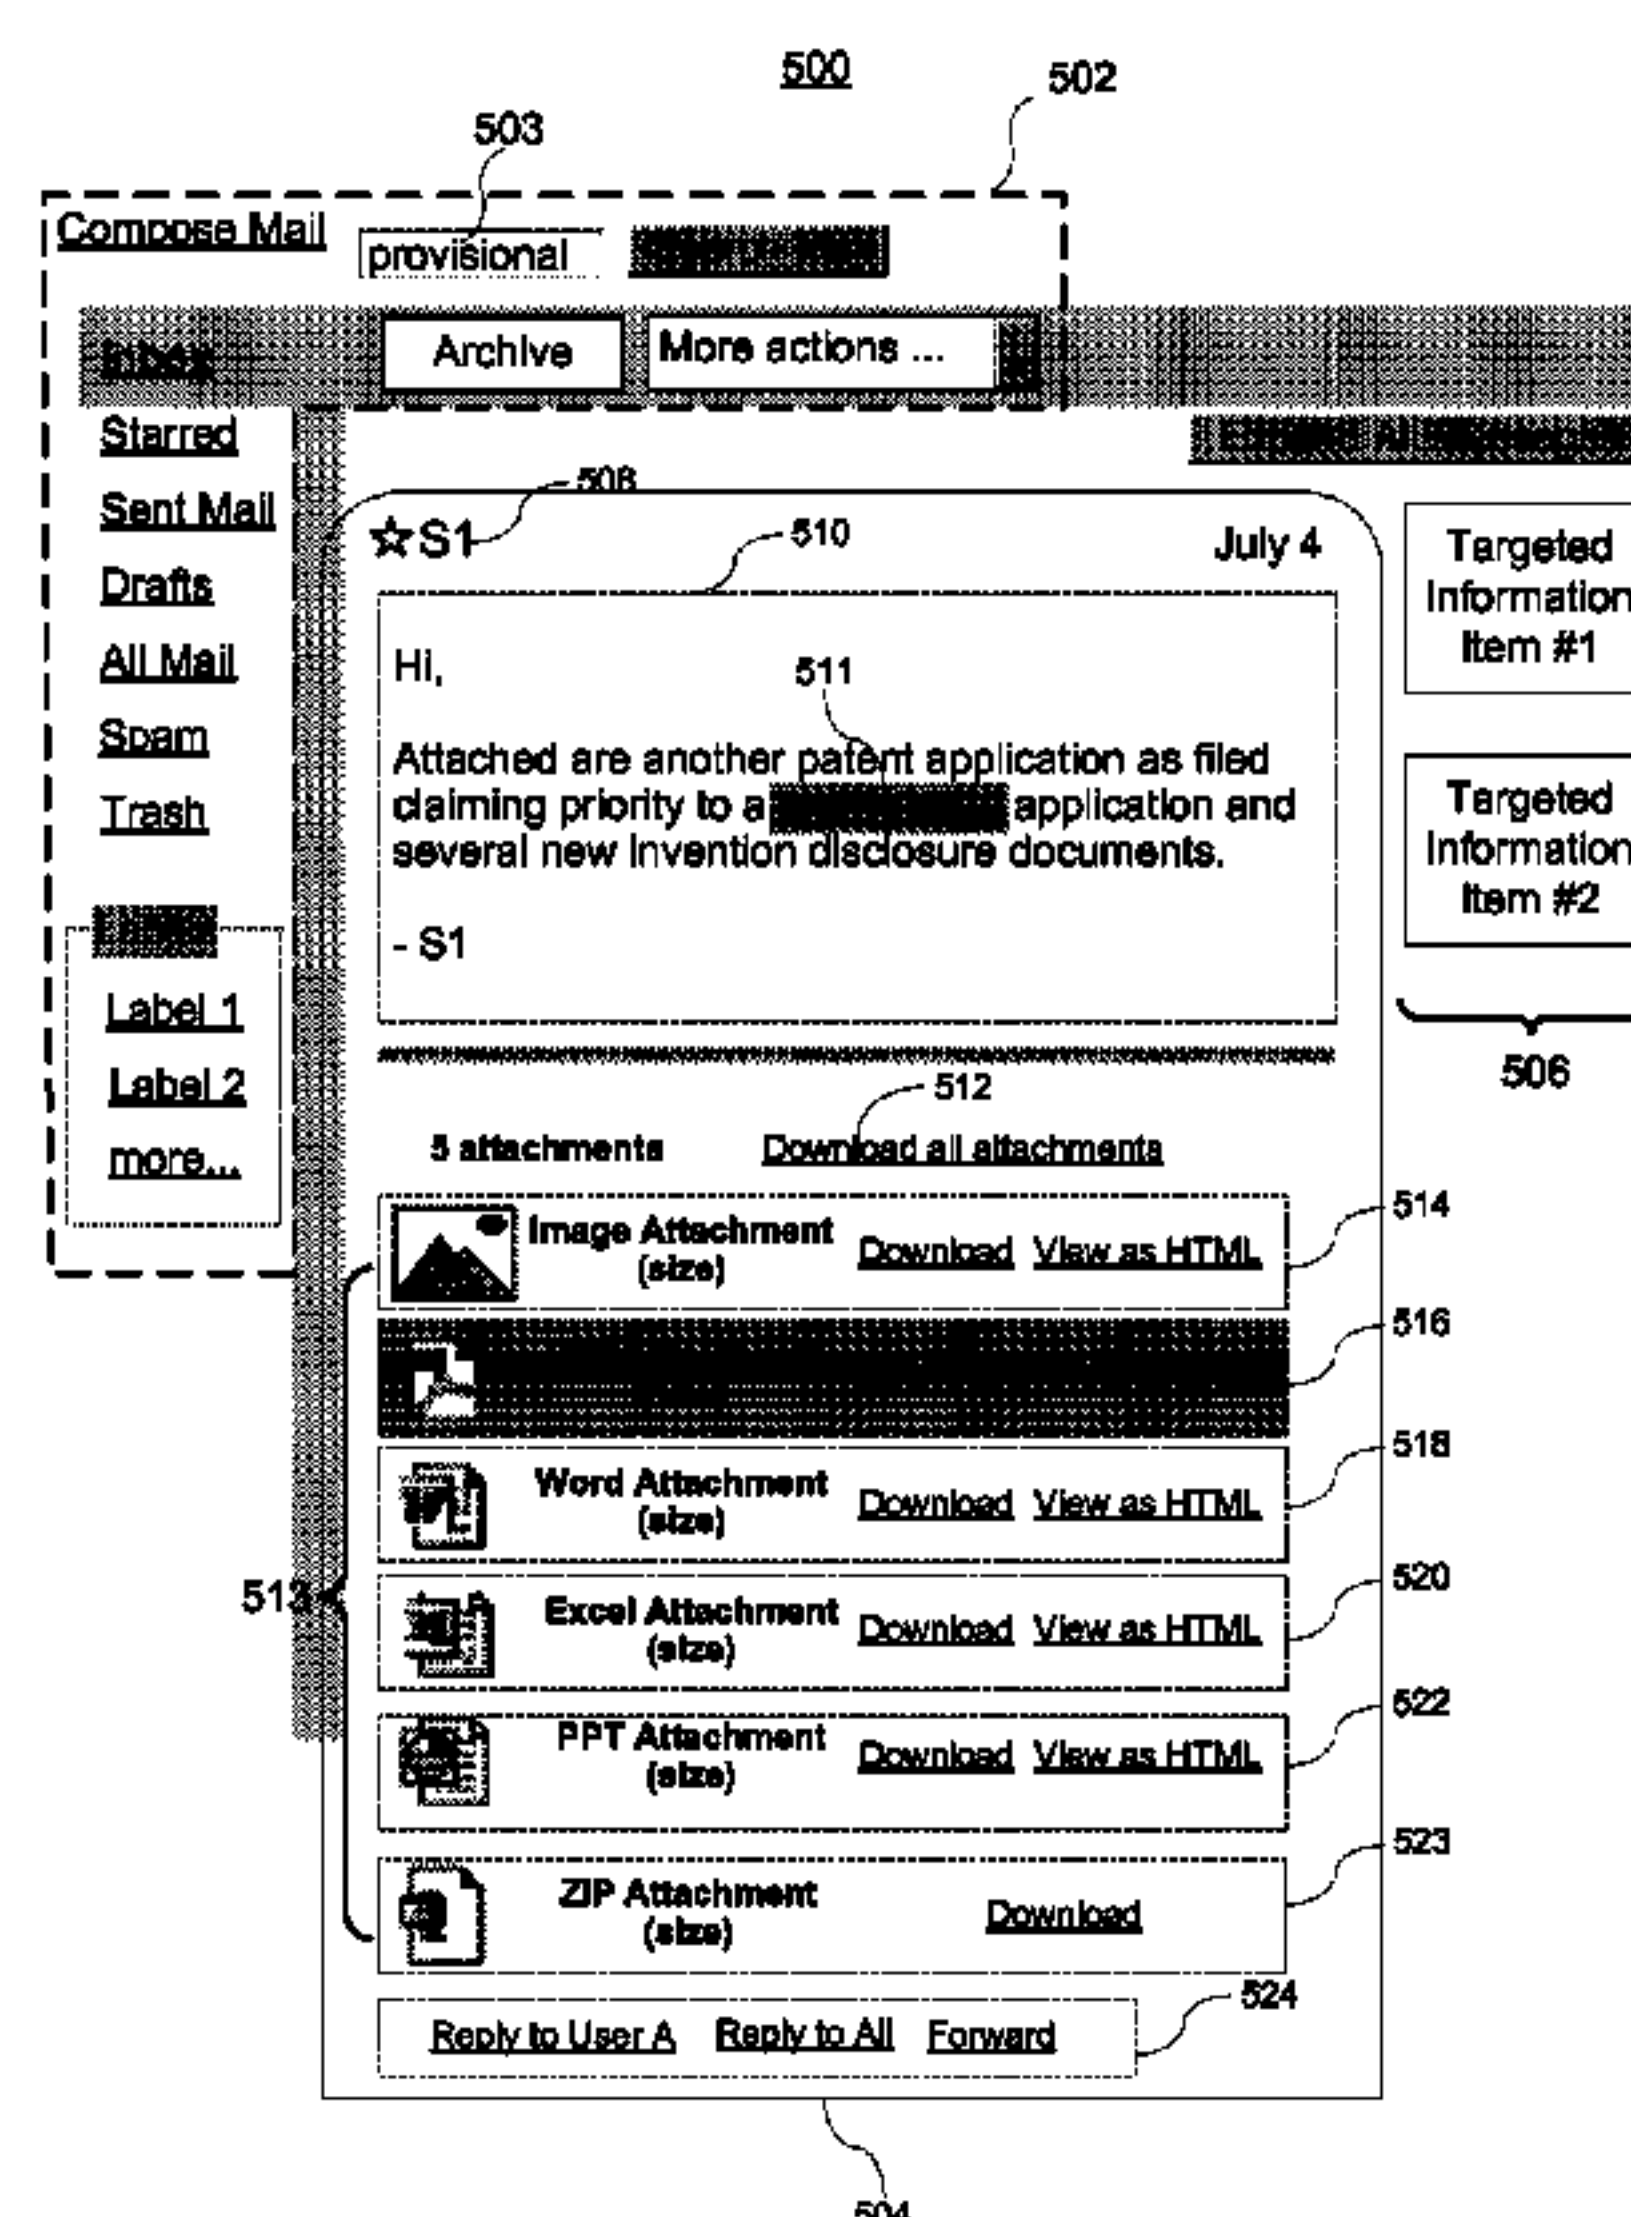 500
502
503
Compose Mail
provisional
Inbox
Archive
More actions ...
Starred
Sent Mail
Drafts
All Mail
Spam
Trash
Label 1
Label 2
more...
508
☆S1
July 4
510
Hi,
511
Attached are another patent application as filed
claiming priority to a application and
several new invention disclosure documents.
- S1
Targeted
Information
Item #1
Targeted
Information
Item #2
506
512
5 attachments
Download all attachments
513
Image Attachment
(size)
Download View as HTML
514
516
Word Attachment
(size)
Download View as HTML
518
Excel Attachment
(size)
Download View as HTML
520
PPT Attachment
(size)
Download View as HTML
522
ZIP Attachment
(size)
Download
523
Reply to User A Reply to All Forward
524
504